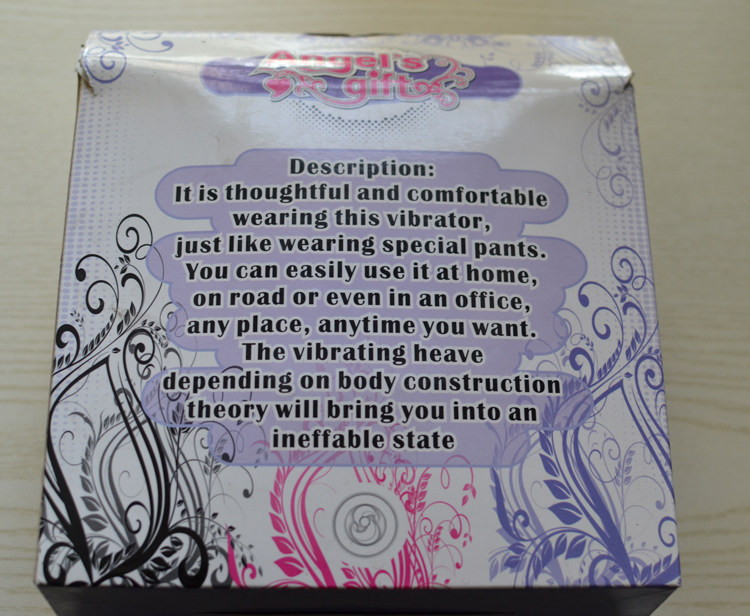 Angel's
gift
Description:
It is thoughtful and comfortable
wearing this vibrator,
just like wearing special pants.
You can easily use it at home,
on road or even in an office,
any place, anytime you want.
The vibrating heave
depending on body construction
theory will bring you into an
ineffable state